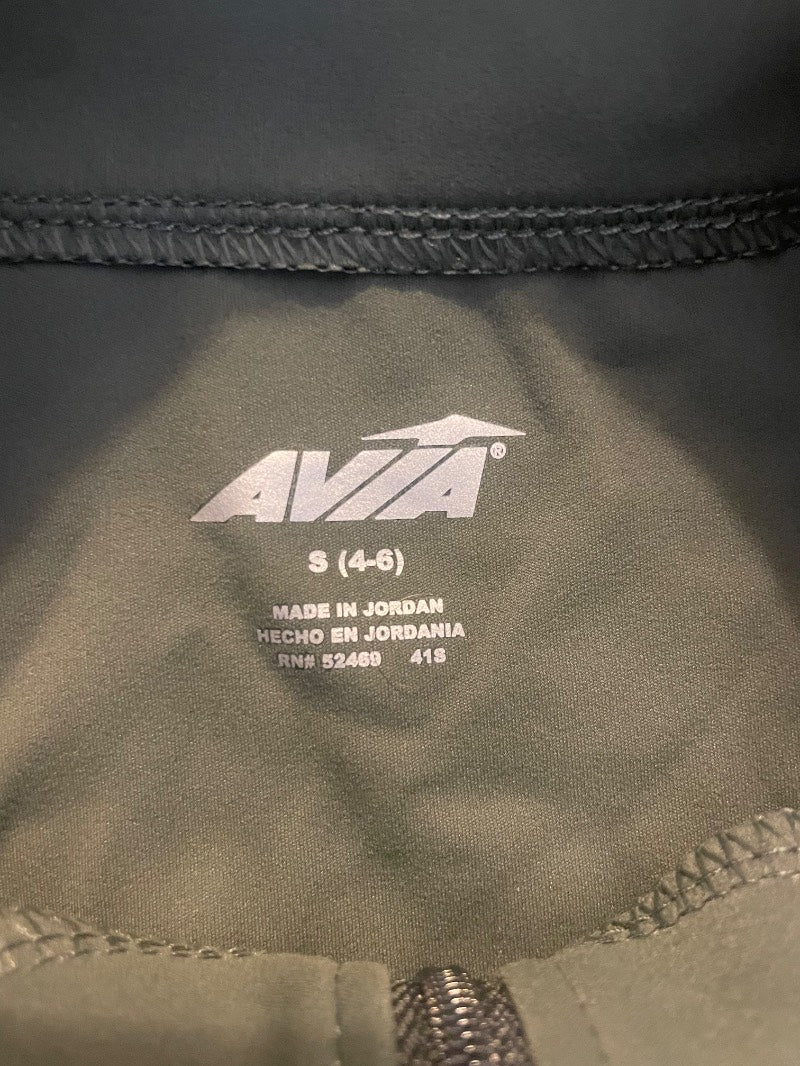 AVIA®
S (4-6)
MADE IN JORDAN
HECHO EN JORDANIA
RN# 52469 41S